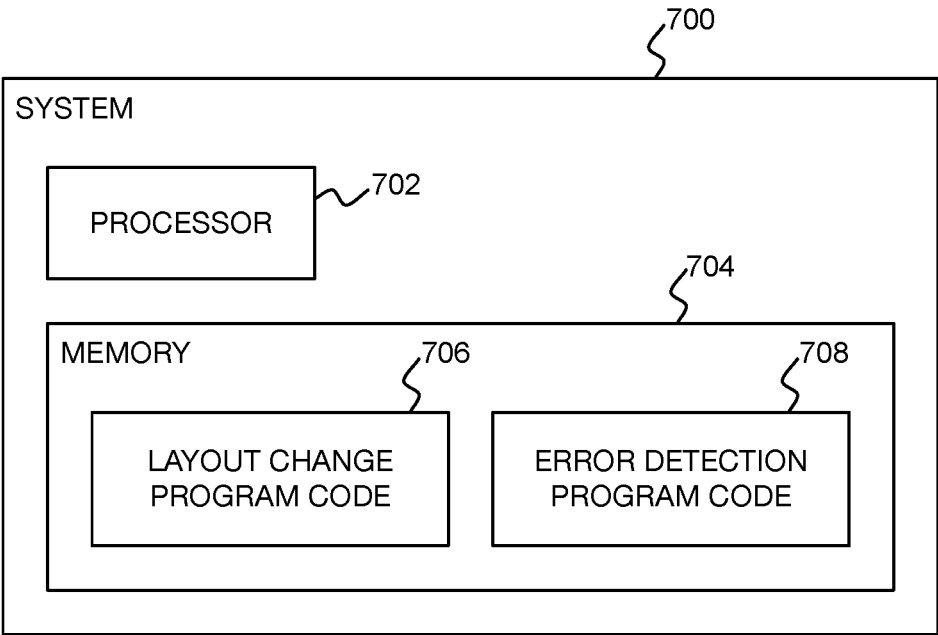 700
SYSTEM
702
PROCESSOR
704
MEMORY
706
708
LAYOUT CHANGE
PROGRAM CODE
ERROR DETECTION
PROGRAM CODE